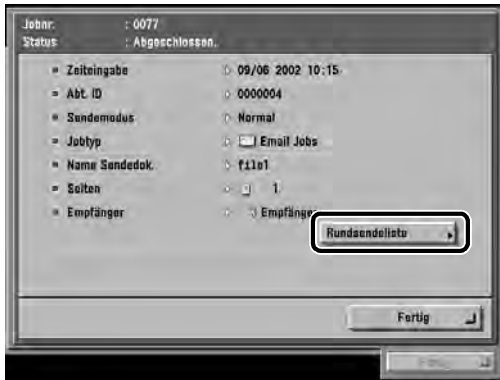 Jobnr. : 0077
Status : Abgeschlossen.
Zeiteingabe 09/06 2002 10:15
Abt. ID 0000004
Sendemodus Normal
Jobtyp Email Jobs
Name Sendedok. file1
Seiten 1
Empfänger Empfänger
Rundsendeliste
Fertig